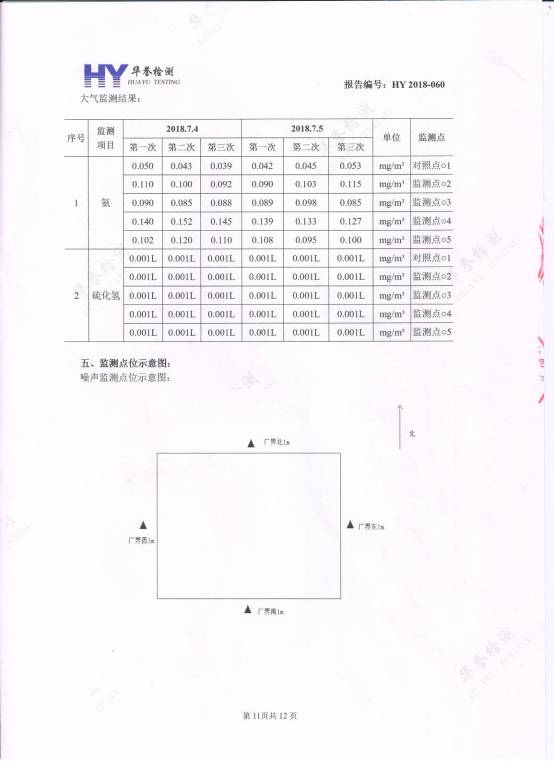 HY 华誉检测
HUAYU TESTING
报告编号：HY 2018-060
大气监测结果：
序号 监测项目 2018.7.4 2018.7.5 单位 监测点
第一次 第二次 第三次 第一次 第二次 第三次
1 氨 0.050 0.043 0.039 0.042 0.045 0.053 mg/m³ 对照点○1
0.110 0.100 0.092 0.090 0.103 0.115 mg/m³ 监测点○2
0.090 0.085 0.088 0.089 0.098 0.085 mg/m³ 监测点○3
0.140 0.152 0.145 0.139 0.133 0.127 mg/m³ 监测点○4
0.102 0.120 0.110 0.108 0.095 0.100 mg/m³ 监测点○5
2 硫化氢 0.001L 0.001L 0.001L 0.001L 0.001L 0.001L mg/m³ 对照点○1
0.001L 0.001L 0.001L 0.001L 0.001L 0.001L mg/m³ 监测点○2
0.001L 0.001L 0.001L 0.001L 0.001L 0.001L mg/m³ 监测点○3
0.001L 0.001L 0.001L 0.001L 0.001L 0.001L mg/m³ 监测点○4
0.001L 0.001L 0.001L 0.001L 0.001L 0.001L mg/m³ 监测点○5
五、监测点位示意图：
噪声监测点位示意图：
北
▲ 厂界北1m
▲ 厂界西1m
▲ 厂界东1m
▲ 厂界南1m
华誉检测
HUAYU TESTING
第 11页共 12 页